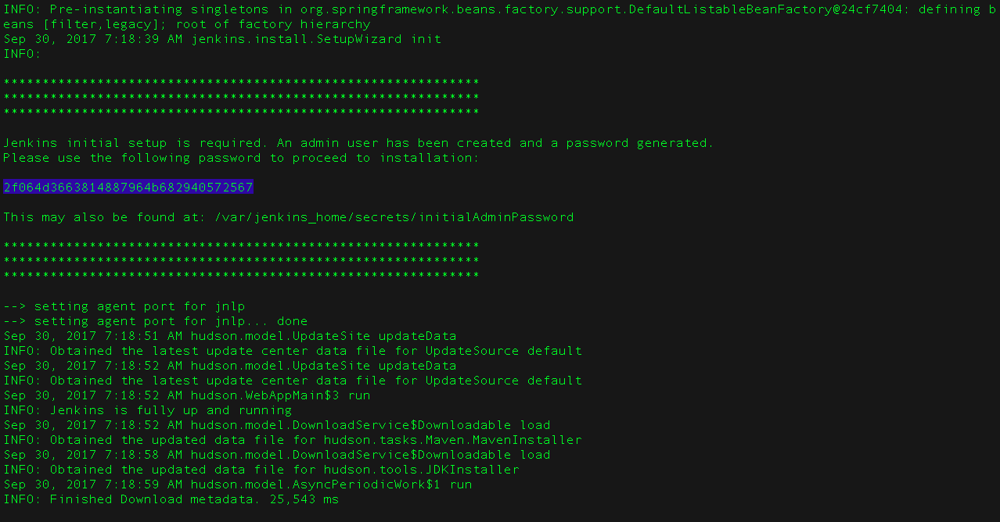 INFO: Pre-instantiating singletons in org.springframework.beans.factory.support.DefaultListableBeanFactory@24cf7404: defining b
eans [filter,legacy]; root of factory hierarchy
Sep 30, 2017 7:18:39 AM jenkins.install.SetupWizard init
INFO:
*************************************************************
*************************************************************
*************************************************************
Jenkins initial setup is required. An admin user has been created and a password generated.
Please use the following password to proceed to installation:
2f064d3663814887964b682940572567
This may also be found at: /var/jenkins_home/secrets/initialAdminPassword
*************************************************************
*************************************************************
*************************************************************
--> setting agent port for jnlp
--> setting agent port for jnlp... done
Sep 30, 2017 7:18:51 AM hudson.model.UpdateSite updateData
INFO: Obtained the latest update center data file for UpdateSource default
Sep 30, 2017 7:18:52 AM hudson.model.UpdateSite updateData
INFO: Obtained the latest update center data file for UpdateSource default
Sep 30, 2017 7:18:52 AM hudson.WebAppMain$3 run
INFO: Jenkins is fully up and running
Sep 30, 2017 7:18:52 AM hudson.model.DownloadService$Downloadable load
INFO: Obtained the updated data file for hudson.tasks.Maven.MavenInstaller
Sep 30, 2017 7:18:58 AM hudson.model.DownloadService$Downloadable load
INFO: Obtained the updated data file for hudson.tools.JDKInstaller
Sep 30, 2017 7:18:59 AM hudson.model.AsyncPeriodicWork$1 run
INFO: Finished Download metadata. 25,543 ms